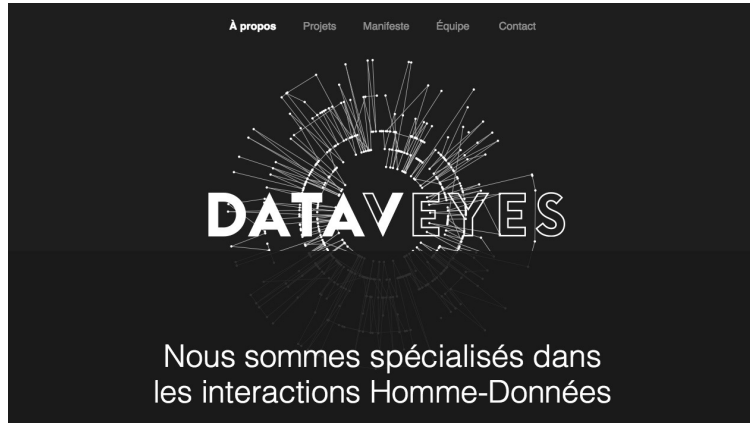 À propos Projets Manifeste Équipe Contact
DATAVEYES
Nous sommes spécialisés dans
les interactions Homme-Données